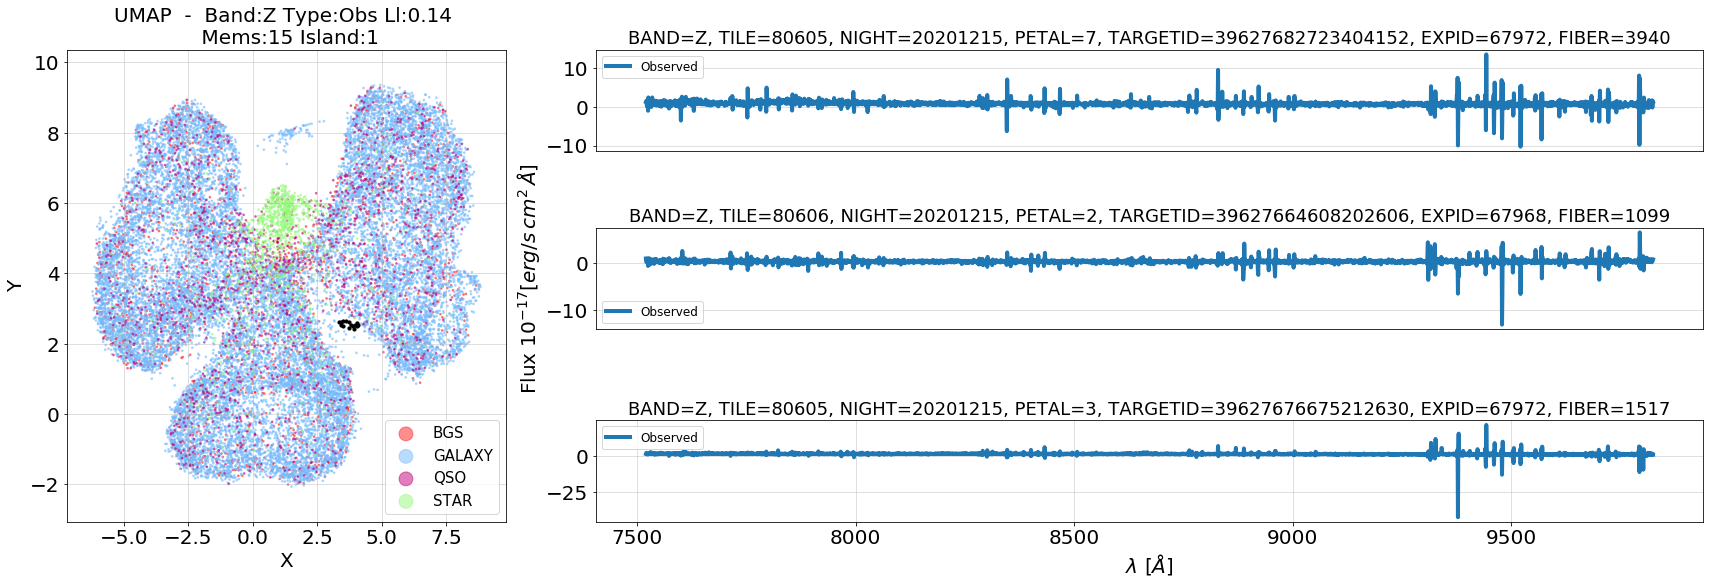 UMAP  -  Band:Z Type:Obs Ll:0.14
Mems:15 Island:1
10
8
6
4
2
0
−2
Y
−5.0 −2.5 0.0 2.5 5.0 7.5
X
BGS
GALAXY
QSO
STAR
Flux 10⁻¹⁷[erg/s cm² Å]
BAND=Z, TILE=80605, NIGHT=20201215, PETAL=7, TARGETID=39627682723404152, EXPID=67972, FIBER=3940
Observed
10
0
−10
BAND=Z, TILE=80606, NIGHT=20201215, PETAL=2, TARGETID=39627664608202606, EXPID=67968, FIBER=1099
0
−10
Observed
BAND=Z, TILE=80605, NIGHT=20201215, PETAL=3, TARGETID=39627676675212630, EXPID=67972, FIBER=1517
Observed
0
−25
7500 8000 8500 9000 9500
λ [Å]